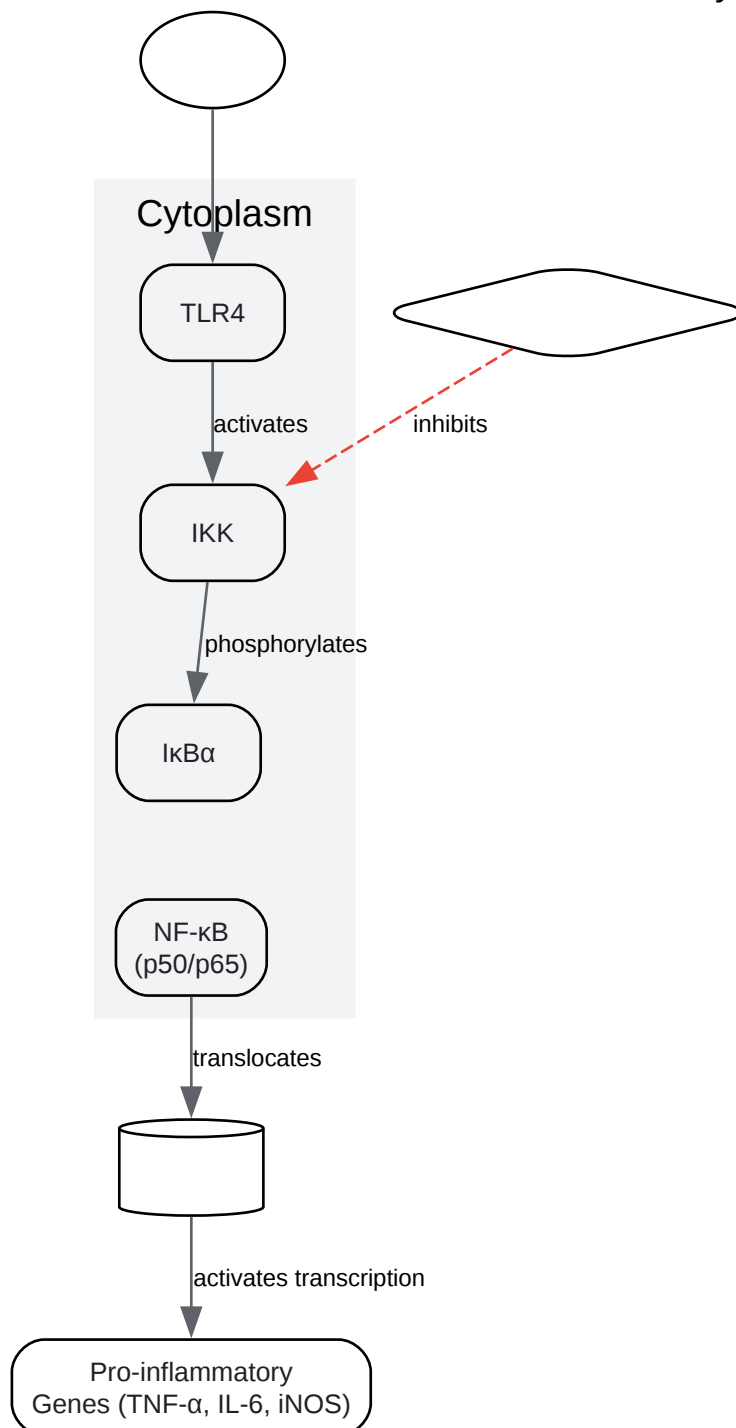 Cytoplasm
TLR4
activates
inhibits
IKK
phosphorylates
IκBα
NF-κB
(p50/p65)
translocates
activates transcription
Pro-inflammatory
Genes (TNF-α, IL-6, iNOS)